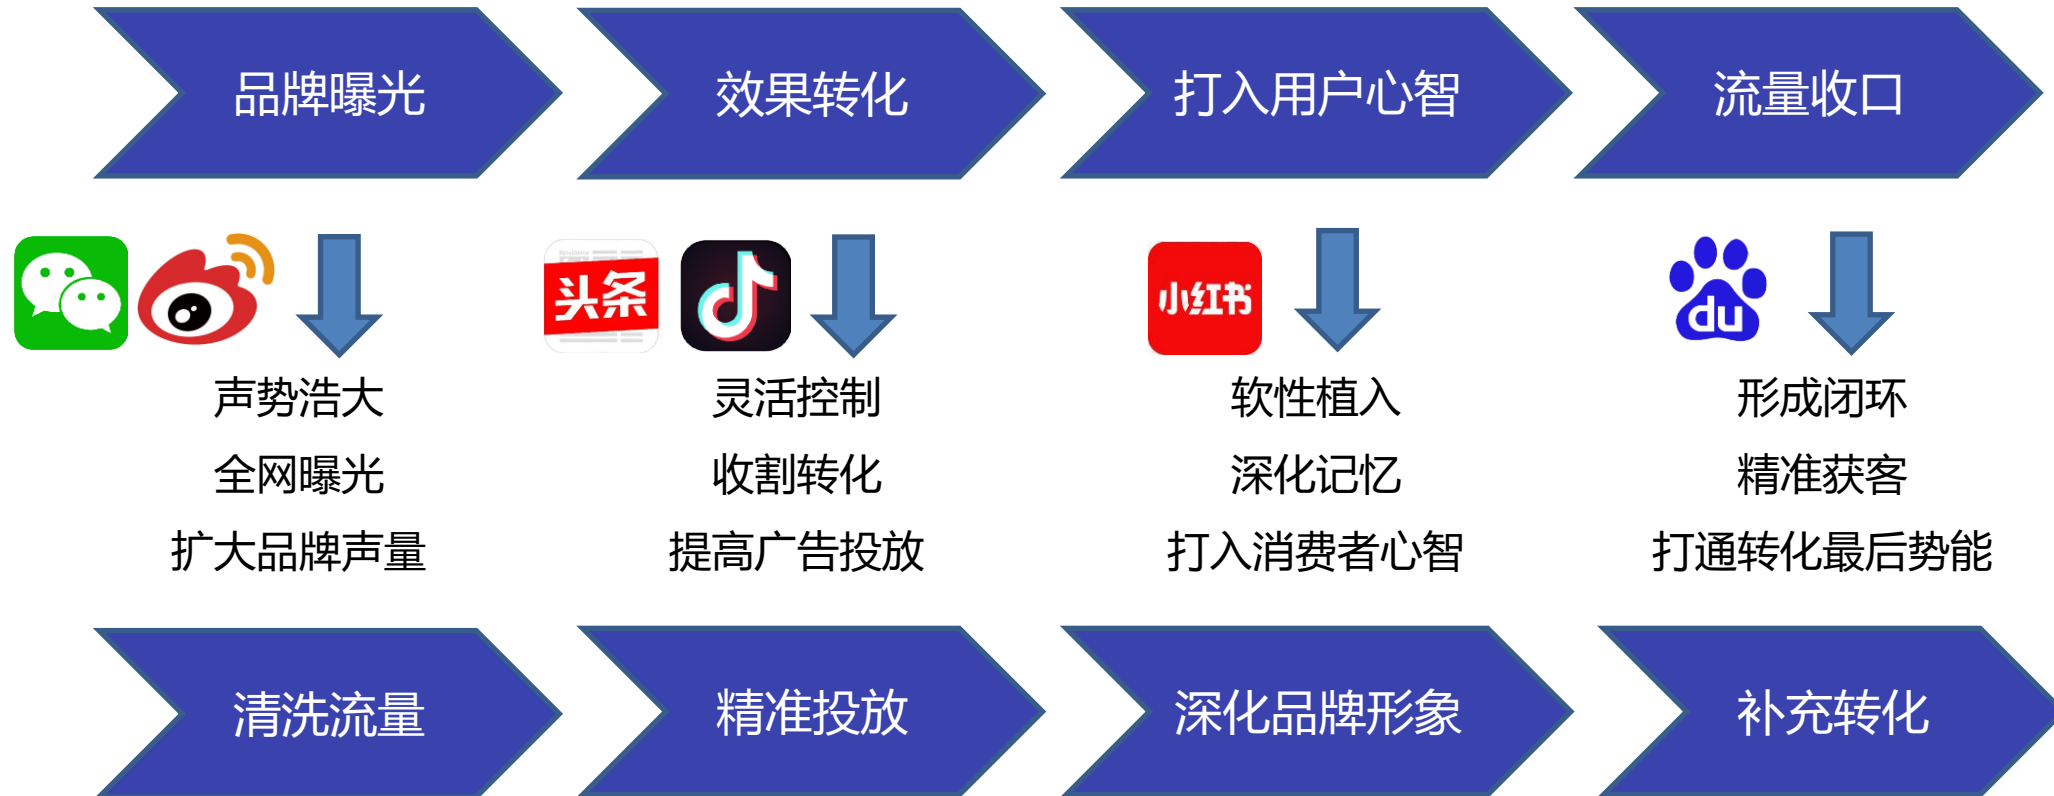 品牌曝光
效果转化
打入用户心智
流量收口
头条
小红书
du
声势浩大
全网曝光
扩大品牌声量
灵活控制
收割转化
提高广告投放
软性植入
深化记忆
打入消费者心智
形成闭环
精准获客
打通转化最后势能
清洗流量
精准投放
深化品牌形象
补充转化